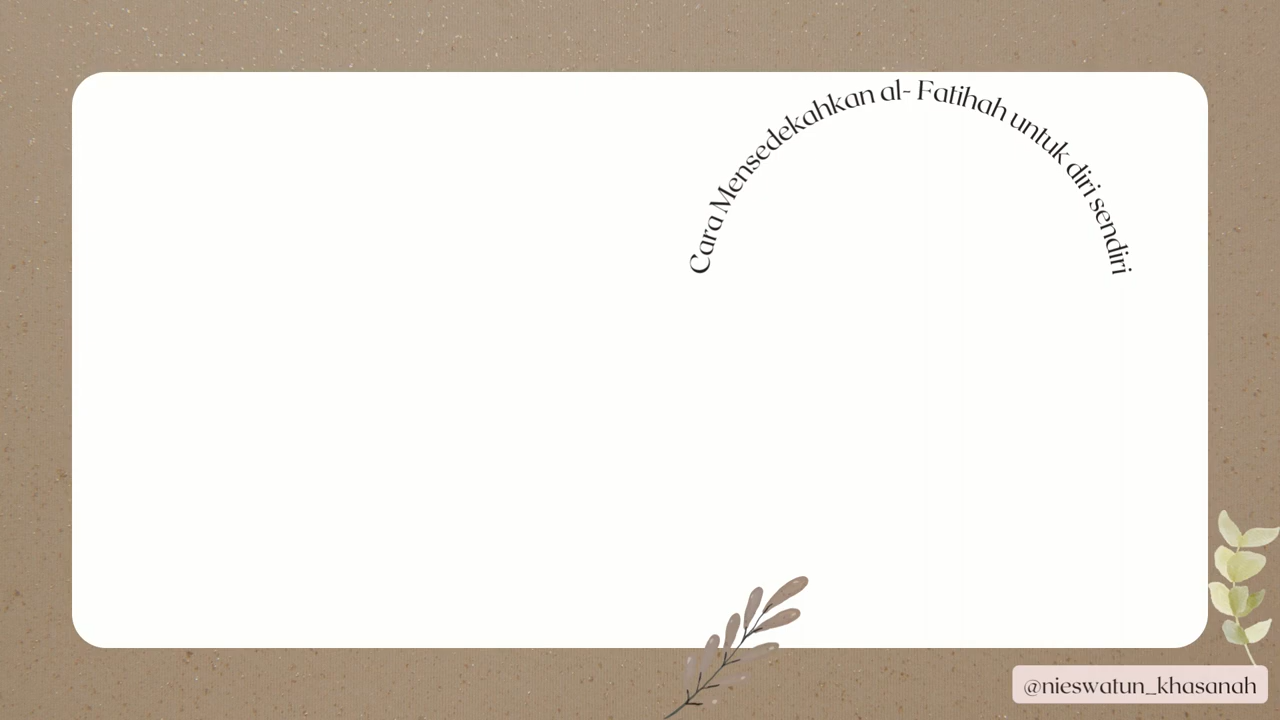 Cara Mensedekahkan al- Fatihah untuk diri sendiri
@nieswatun_khasanah